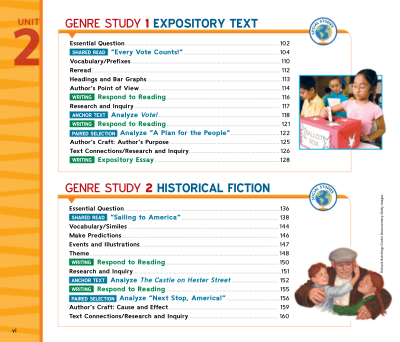 UNIT
2
GENRE STUDY 1 EXPOSITORY TEXT
SOCIAL STUDIES
Essential Question 102
SHARED READ "Every Vote Counts!" 104
Vocabulary/Prefixes 110
Reread 112
Headings and Bar Graphs 113
Author's Point of View 114
WRITING Respond to Reading 116
Research and Inquiry 117
ANCHOR TEXT Analyze Vote! 118
WRITING Respond to Reading 121
PAIRED SELECTION Analyze "A Plan for the People" 122
Author's Craft: Author's Purpose 125
Text Connections/Research and Inquiry 126
WRITING Expository Essay 128
BALLOT
BOX
GENRE STUDY 2 HISTORICAL FICTION
SOCIAL STUDIES
Essential Question 136
SHARED READ "Sailing to America" 138
Vocabulary/Similes 144
Make Predictions 146
Events and Illustrations 147
Theme 148
WRITING Respond to Reading 150
Research and Inquiry 151
ANCHOR TEXT Analyze The Castle on Hester Street 152
WRITING Respond to Reading 155
PAIRED SELECTION Analyze "Next Stop, America!" 156
Author's Craft: Cause and Effect 159
Text Connections/Research and Inquiry 160
vi